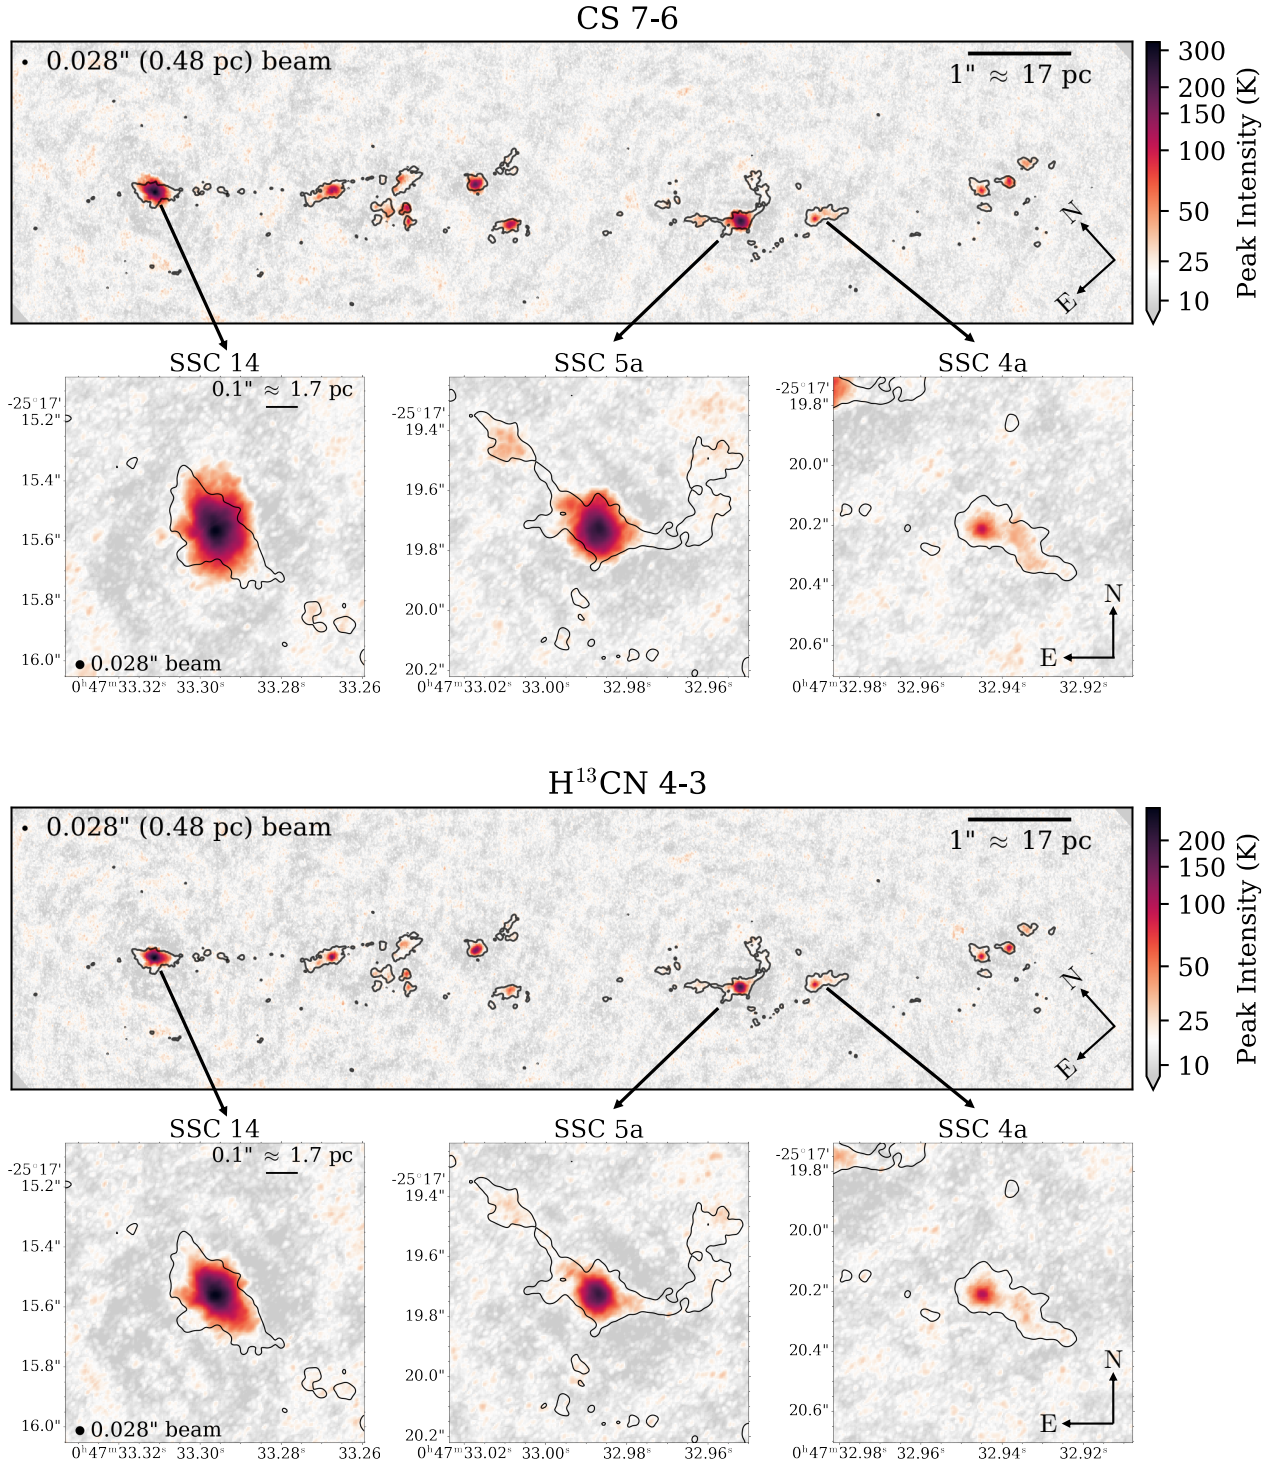 CS 7-6
0.028" (0.48 pc) beam
1" ≈ 17 pc
N
E
300
200
150
100
50
25
10
Peak Intensity (K)
SSC 14
SSC 5a
SSC 4a
0.1" ≈ 1.7 pc
-25°17'
15.2"
15.4"
15.6"
15.8"
16.0"
0.028" beam
0ʰ47ᵐ33.32ˢ 33.30ˢ 33.28ˢ 33.26
-25°17'
19.4"
19.6"
19.8"
20.0"
20.2"
0ʰ47ᵐ33.02ˢ 33.00ˢ 32.98ˢ 32.96ˢ
-25°17'
19.8"
20.0"
20.2"
20.4"
20.6"
N
E
0ʰ47ᵐ32.98ˢ 32.96ˢ 32.94ˢ 32.92ˢ
H¹³CN 4-3
0.028" (0.48 pc) beam
1" ≈ 17 pc
N
E
200
150
100
50
25
10
Peak Intensity (K)
SSC 14
SSC 5a
SSC 4a
0.1" ≈ 1.7 pc
-25°17'
15.2"
15.4"
15.6"
15.8"
16.0"
0.028" beam
0ʰ47ᵐ33.32ˢ 33.30ˢ 33.28ˢ 33.26
-25°17'
19.4"
19.6"
19.8"
20.0"
20.2"
0ʰ47ᵐ33.02ˢ 33.00ˢ 32.98ˢ 32.96ˢ
-25°17'
19.8"
20.0"
20.2"
20.4"
20.6"
N
E
0ʰ47ᵐ32.98ˢ 32.96ˢ 32.94ˢ 32.92ˢ